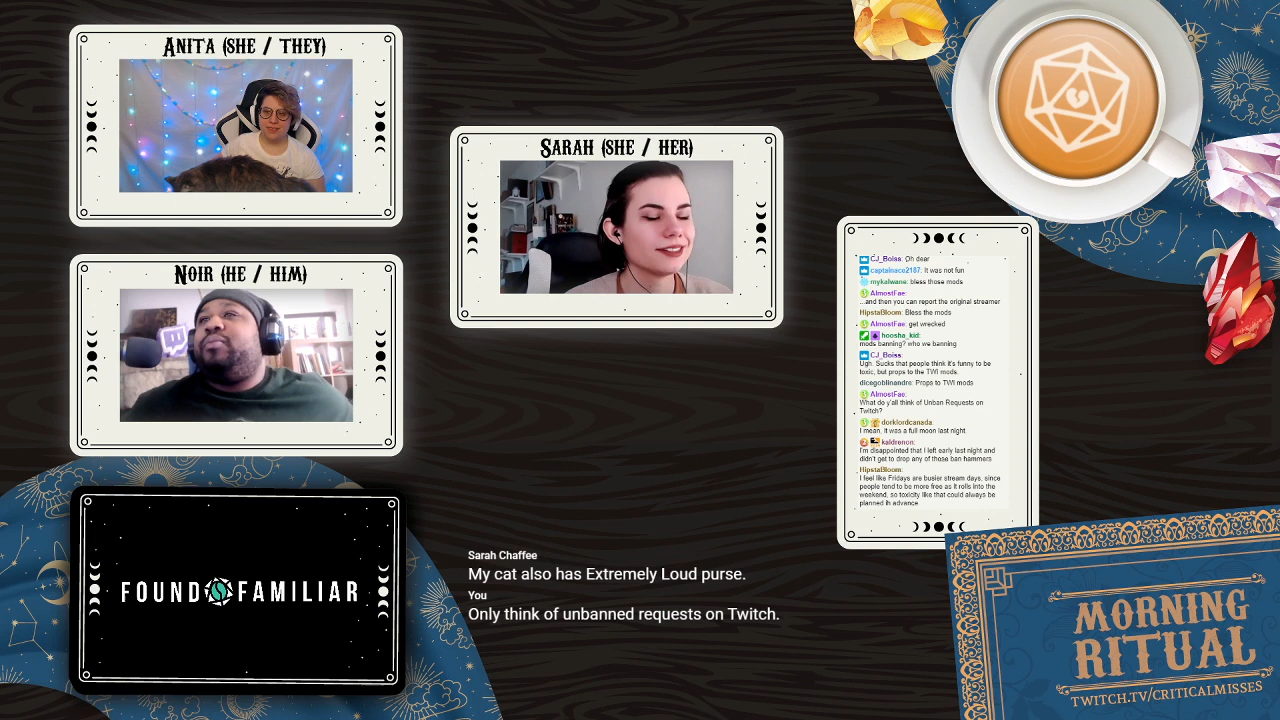 ANITA (SHE / THEY)
SARAH (SHE / HER)
NOIR (HE / HIM)
FOUND FAMILIAR
CJ_Boiss: Oh dear
captainaco2187: It was not fun
mykalwane: bless those mods
AlmostFae:
...and then you can report the original streamer
HipstaBloom: Bless the mods
AlmostFae: get wrecked
hoosha_kid:
mods banning? who we banning
CJ_Boiss:
Ugh. Sucks that people think it's funny to be
toxic, but props to the TWI mods.
dicegoblinandre: Props to TWI mods
AlmostFae:
What do y'all think of Unban Requests on
Twitch?
dorklordcanada:
I mean, it was a full moon last night
kaldrenon:
I'm disappointed that I left early last night and
didn't get to drop any of those ban hammers
HipstaBloom:
I feel like Fridays are busier stream days, since
people tend to be more free as it rolls into the
weekend, so toxicity like that could always be
planned in advance
Sarah Chaffee
My cat also has Extremely Loud purse.
You
Only think of unbanned requests on Twitch.
MORNING
RITUAL
TWITCH.TV/CRITICALMISSES